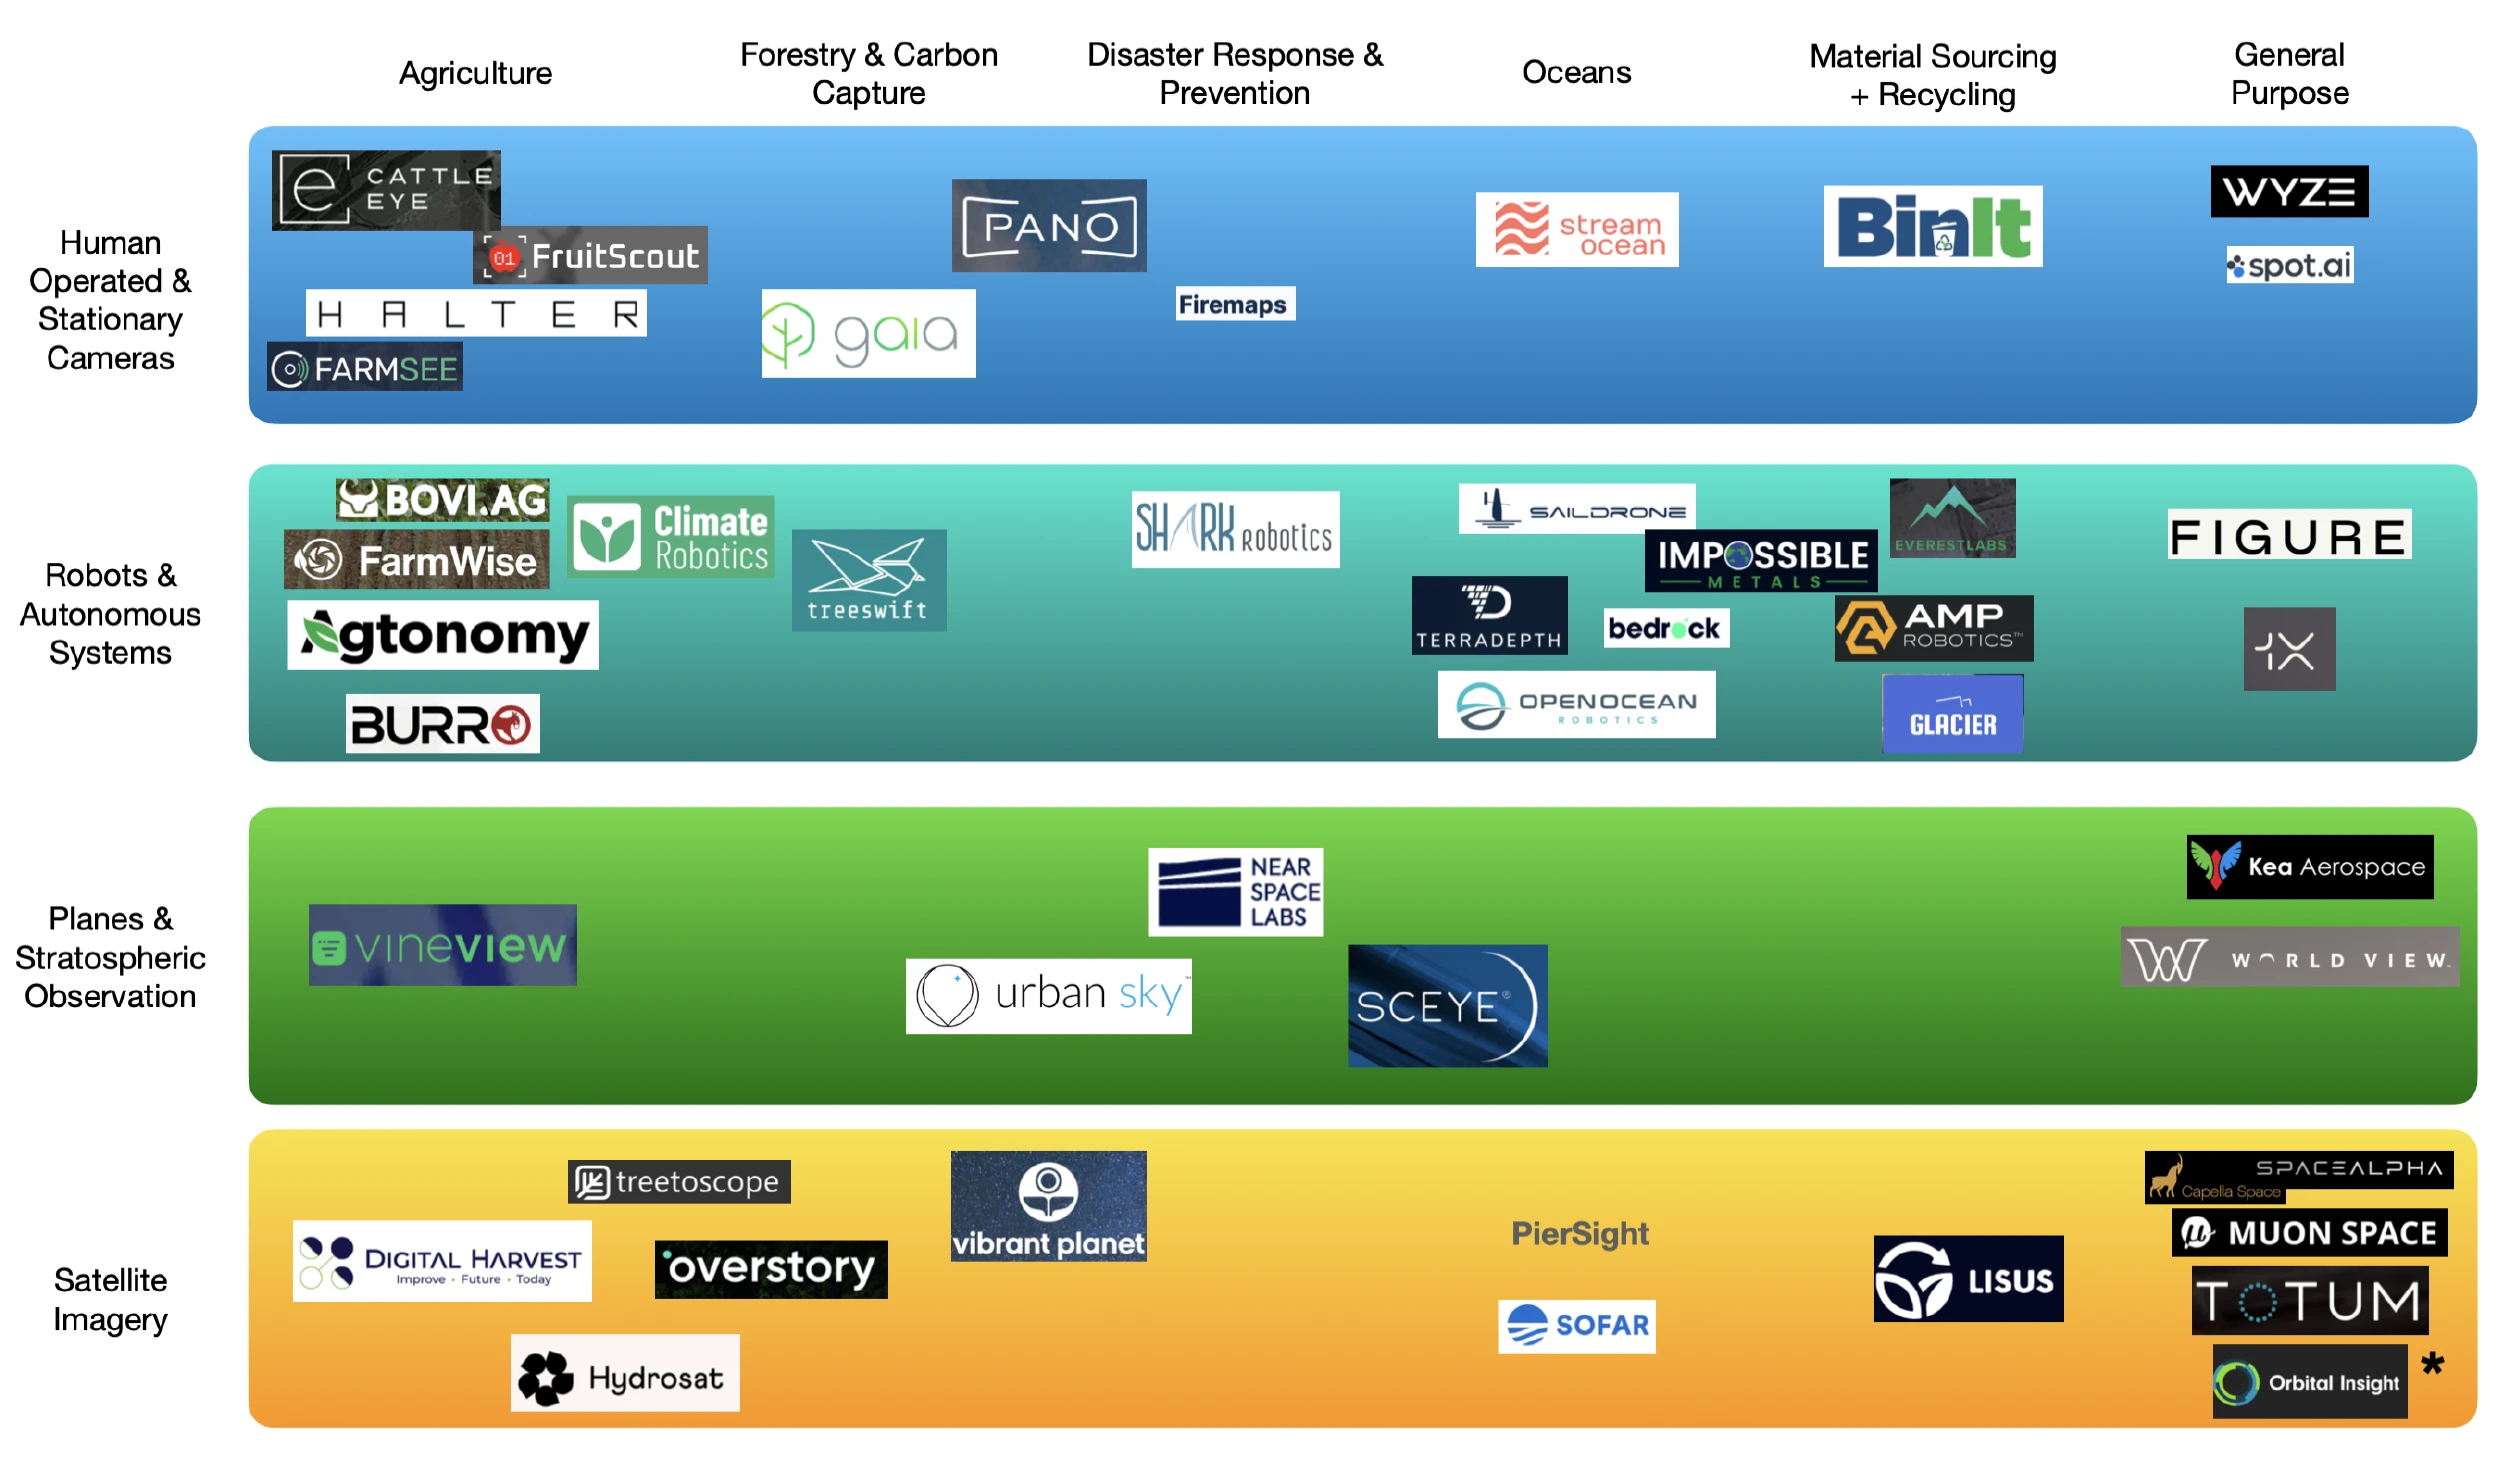 Agriculture
Forestry & Carbon
Capture
Disaster Response &
Prevention
Oceans
Material Sourcing
+ Recycling
General
Purpose
Human
Operated &
Stationary
Cameras
CATTLE
EYE
01
FruitScout
HALTER
FARMSEE
PANO
gaia
Firemaps
stream
ocean
BinIt
WYZE
spot.ai
Robots &
Autonomous
Systems
BOVI.AG
FarmWise
Climate
Robotics
Agtonomy
BURRO
treeswift
SHARK robotics
SAILDRONE
IMPOSSIBLE
METALS
TERRADEPTH
bedrock
OPENOCEAN
ROBOTICS
EVERESTLABS
AMP
ROBOTICS™
GLACIER
FIGURE
1X
Planes &
Stratospheric
Observation
vineview
NEAR
SPACE
LABS
urban sky™
SCEYE®
Kea Aerospace
WORLD VIEW
Satellite
Imagery
treetoscope
DIGITAL HARVEST
Improve • Future • Today
overstory
Hydrosat
vibrant planet
PierSight
SOFAR
LISUS
SPACEALPHA
Capella Space
MUON SPACE
TOTUM
Orbital Insight
*